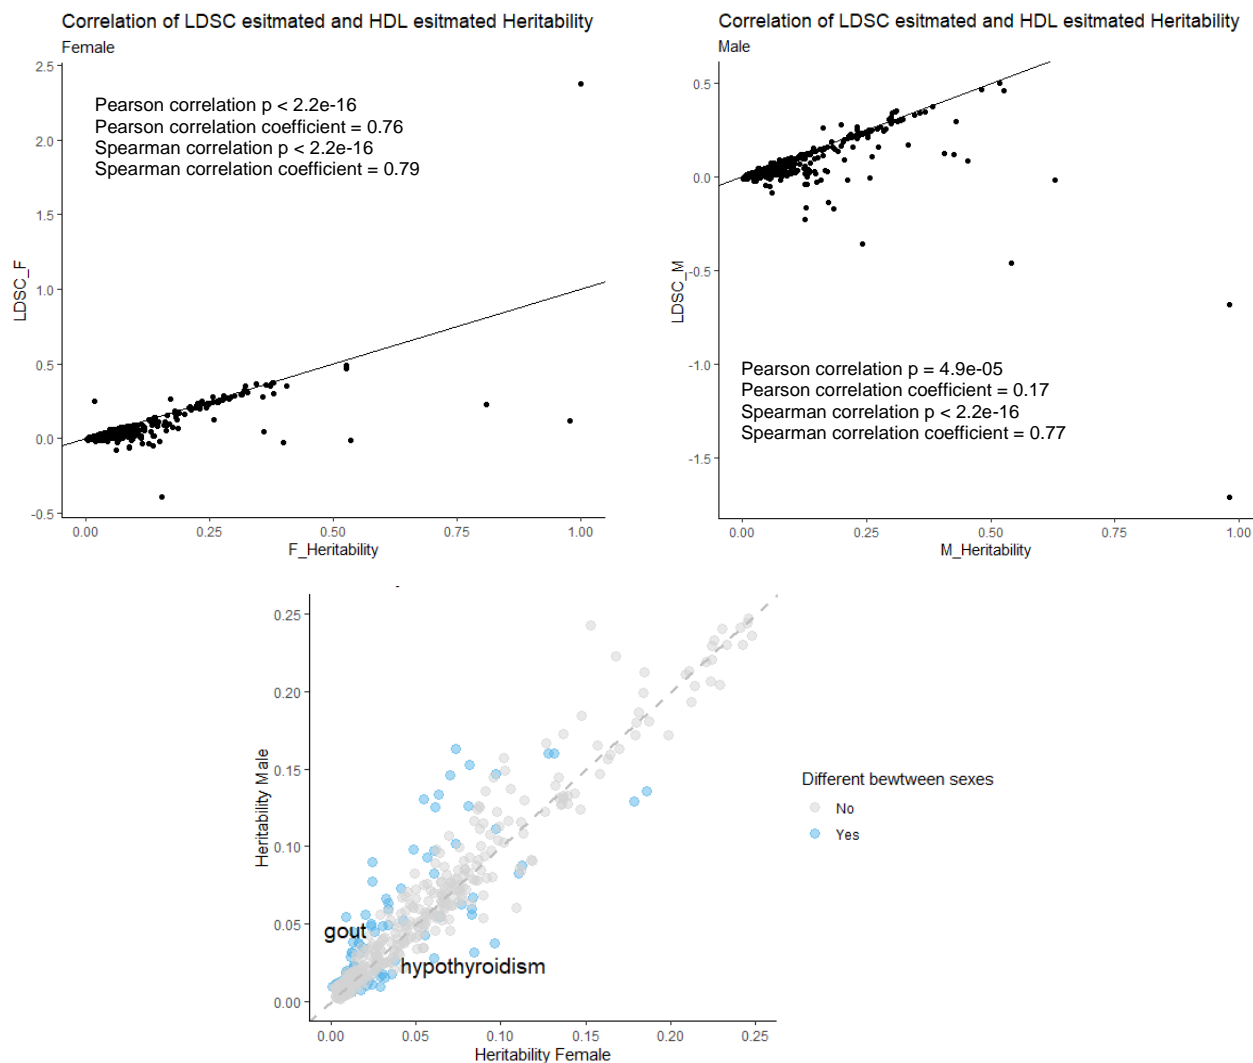 Correlation of LDSC esitmated and HDL esitmated Heritability
Female
2.5
2.0
1.5
1.0
0.5
0.0
-0.5
LDSC_F
Pearson correlation p < 2.2e-16
Pearson correlation coefficient = 0.76
Spearman correlation p < 2.2e-16
Spearman correlation coefficient = 0.79
0.00 0.25 0.50 0.75 1.00
F_Heritability
Correlation of LDSC esitmated and HDL esitmated Heritability
Male
0.5
0.0
-0.5
-1.0
-1.5
LDSC_M
Pearson correlation p = 4.9e-05
Pearson correlation coefficient = 0.17
Spearman correlation p < 2.2e-16
Spearman correlation coefficient = 0.77
0.00 0.25 0.50 0.75 1.00
M_Heritability
0.25
0.20
0.15
0.10
0.05
0.00
Heritability Male
gout
hypothyroidism
0.00 0.05 0.10 0.15 0.20 0.25
Heritability Female
Different bewtween sexes
No
Yes